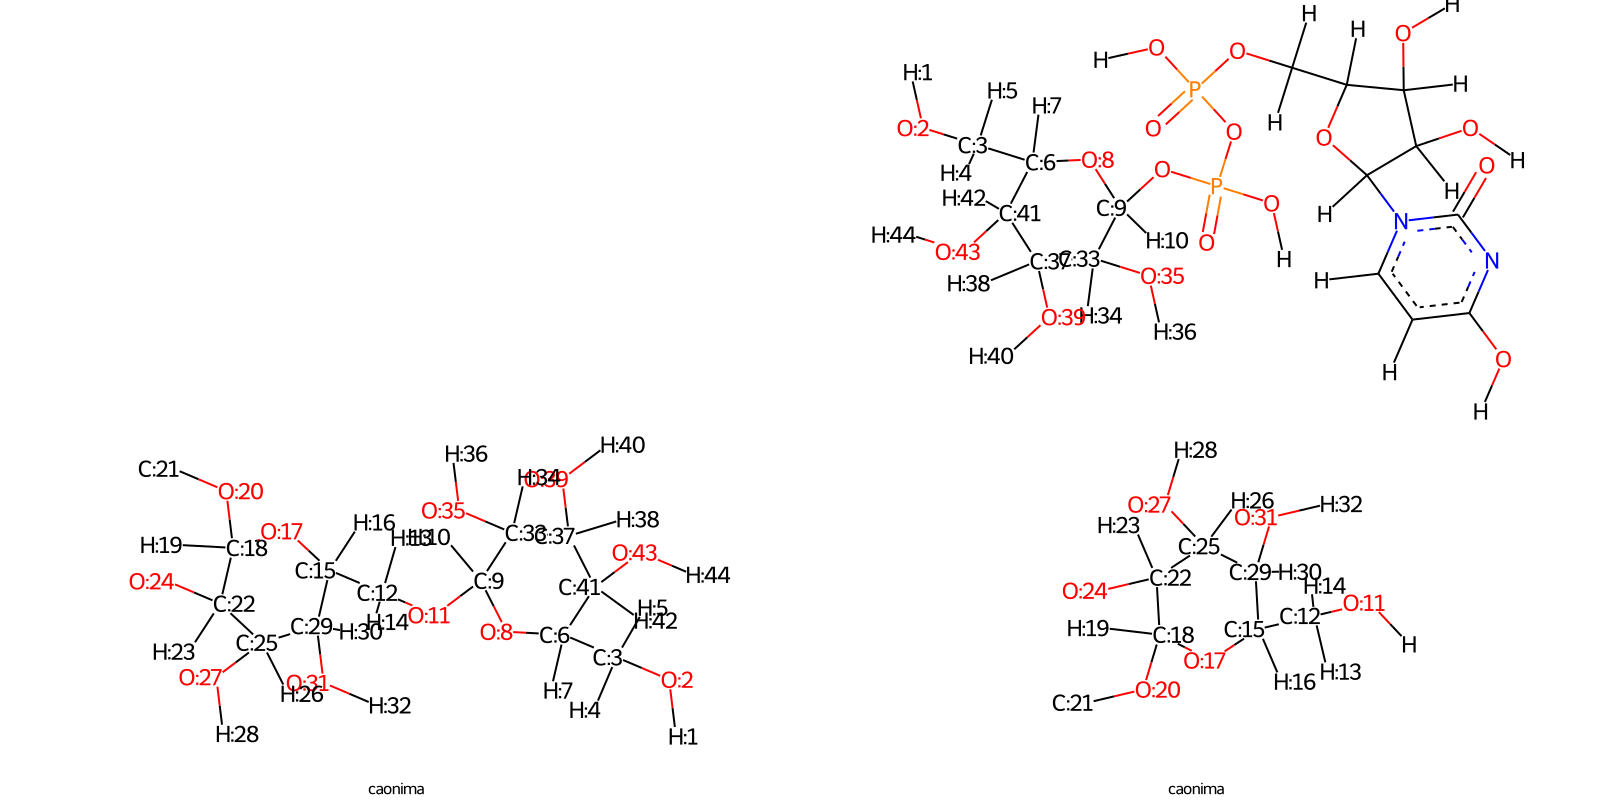 H
H H O
H O O H
H:1 H:5 P H
O:2 H:7 O O H
C:3 O O H
H:4 C:6 O:8 O P O H
H:42 C:41 C:9 H N O
H:44 O:43 H:10 O H
H:38 C:37 C:33 O:35 H N
O:39 H:34 H:36
H:40 H O
H
H:36 H:40 H:28
C:21 O:20 H:34 O:39 O:27 H:26 H:32
O:35 H:23 O:31
H:19 C:18 O:17 H:16 H:13 H:10 C:33 C:37 H:38 C:25
O:24 C:15 C:12 C:9 C:41 O:43 H:44 O:24 C:22 C:29 H:30 H:14
C:22 C:29 H:30 H:14 O:11 O:8 C:6 H:5 H:42 H:19 C:18 C:15 C:12 O:11 H
H:23 C:25 C:3 O:17
O:27 H:26 O:31 H:32 H:7 H:4 O:2 C:21 O:20 H:16 H:13
H:28 H:1
caonima caonima